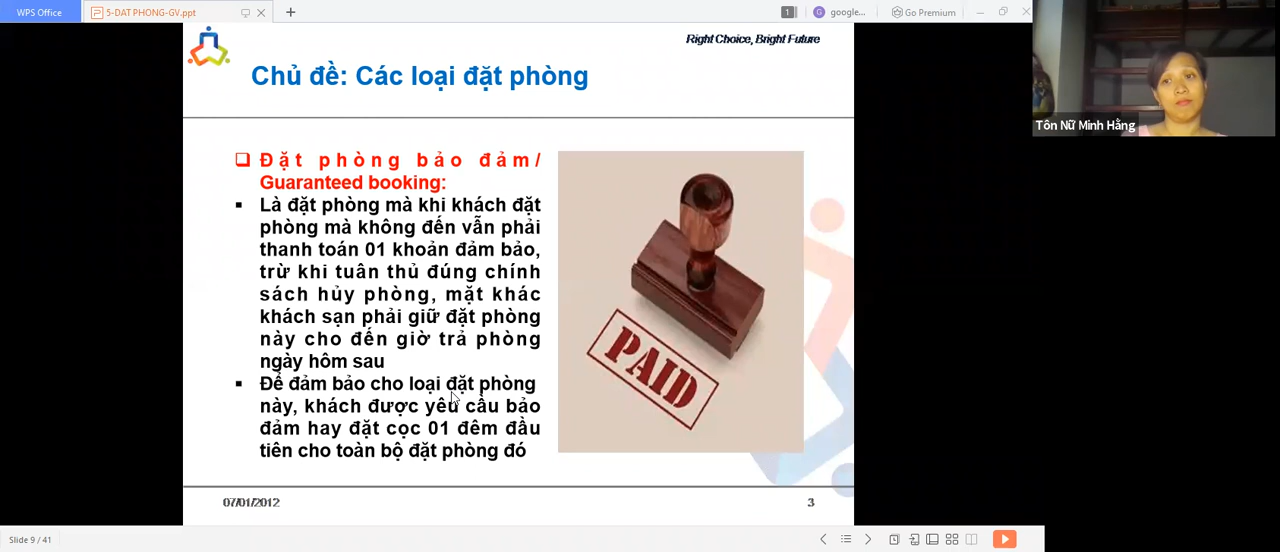 WPS Office
5-DAT PHONG-GV.ppt
1
G
google...
Go Premium
Right Choice, Bright Future
Chủ đề: Các loại đặt phòng
Tôn Nữ Minh Hằng
Đặt phòng bảo đảm/
Guaranteed booking:
Là đặt phòng mà khi khách đặt
phòng mà không đến vẫn phải
thanh toán 01 khoản đảm bảo,
trừ khi tuân thủ đúng chính
sách hủy phòng, mặt khác
khách sạn phải giữ đặt phòng
này cho đến giờ trả phòng
ngày hôm sau
Để đảm bảo cho loại đặt phòng
này, khách được yêu cầu bảo
đảm hay đặt cọc 01 đêm đầu
tiên cho toàn bộ đặt phòng đó
PAID
07/01/2012
3
Slide 9 / 41